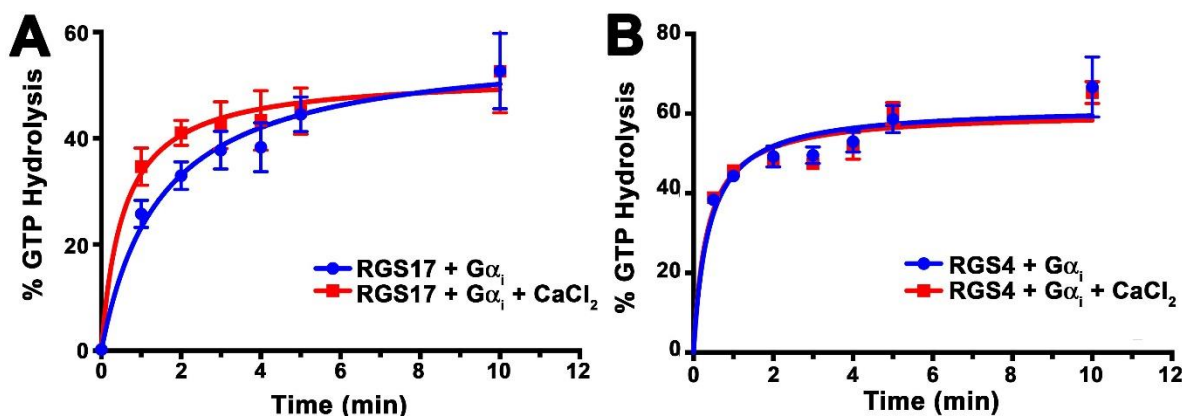 A
% GTP Hydrolysis
60
40
20
0
RGS17 + Gαi
RGS17 + Gαi + CaCl2
0 2 4 6 8 10 12
Time (min)
B
% GTP Hydrolysis
80
60
40
20
0
RGS4 + Gαi
RGS4 + Gαi + CaCl2
0 2 4 6 8 10 12
Time (min)